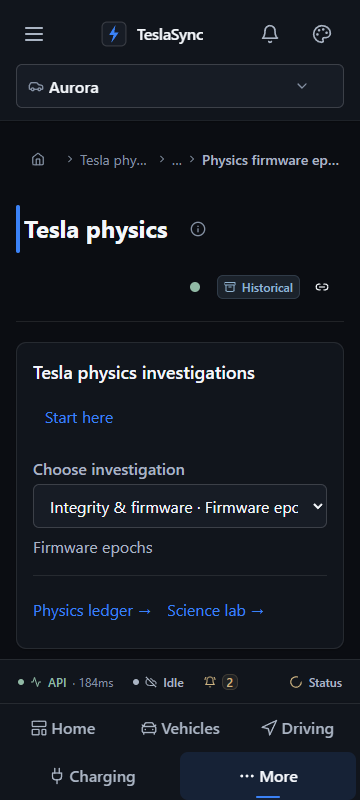 TeslaSync
Aurora
Tesla phy... > ... > Physics firmware ep...
Tesla physics
Historical
Tesla physics investigations
Start here
Choose investigation
Integrity & firmware · Firmware epc
Firmware epochs
Physics ledger → Science lab →
API · 184ms Idle 2 Status
Home Vehicles Driving
Charging ··· More